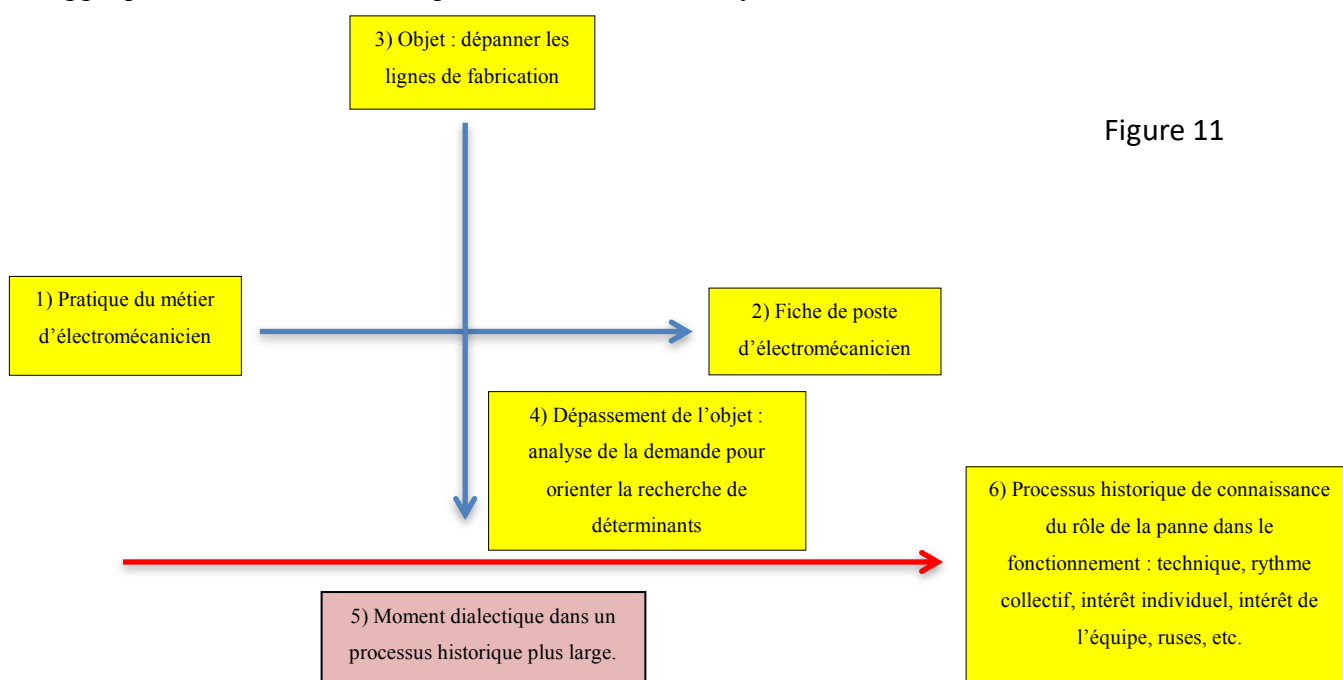 3) Objet : dépanner les
lignes de fabrication
Figure 11
1) Pratique du métier
d’électromécanicien
2) Fiche de poste
d’électromécanicien
4) Dépassement de l’objet :
analyse de la demande pour
orienter la recherche de
déterminants
5) Moment dialectique dans un
processus historique plus large.
6) Processus historique de connaissance
du rôle de la panne dans le
fonctionnement : technique, rythme
collectif, intérêt individuel, intérêt de
l’équipe, ruses, etc.